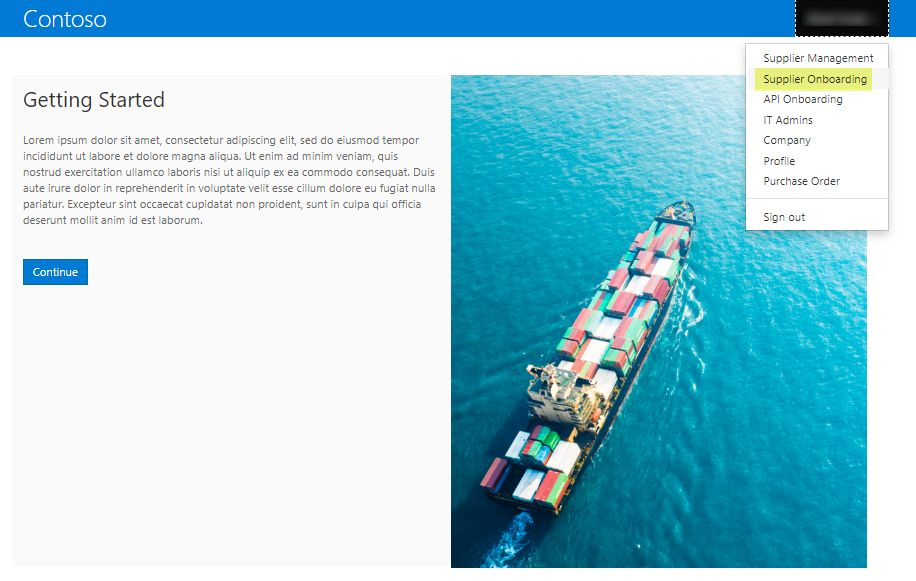 Contoso
Supplier Management
Supplier Onboarding
API Onboarding
IT Admins
Company
Profile
Purchase Order
Sign out
Getting Started
Lorem ipsum dolor sit amet, consectetur adipiscing elit, sed do eiusmod tempor
incididunt ut labore et dolore magna aliqua. Ut enim ad minim veniam, quis
nostrud exercitation ullamco laboris nisi ut aliquip ex ea commodo consequat. Duis
aute irure dolor in reprehenderit in voluptate velit esse cillum dolore eu fugiat nulla
pariatur. Excepteur sint occaecat cupidatat non proident, sunt in culpa qui officia
deserunt mollit anim id est laborum.
Continue